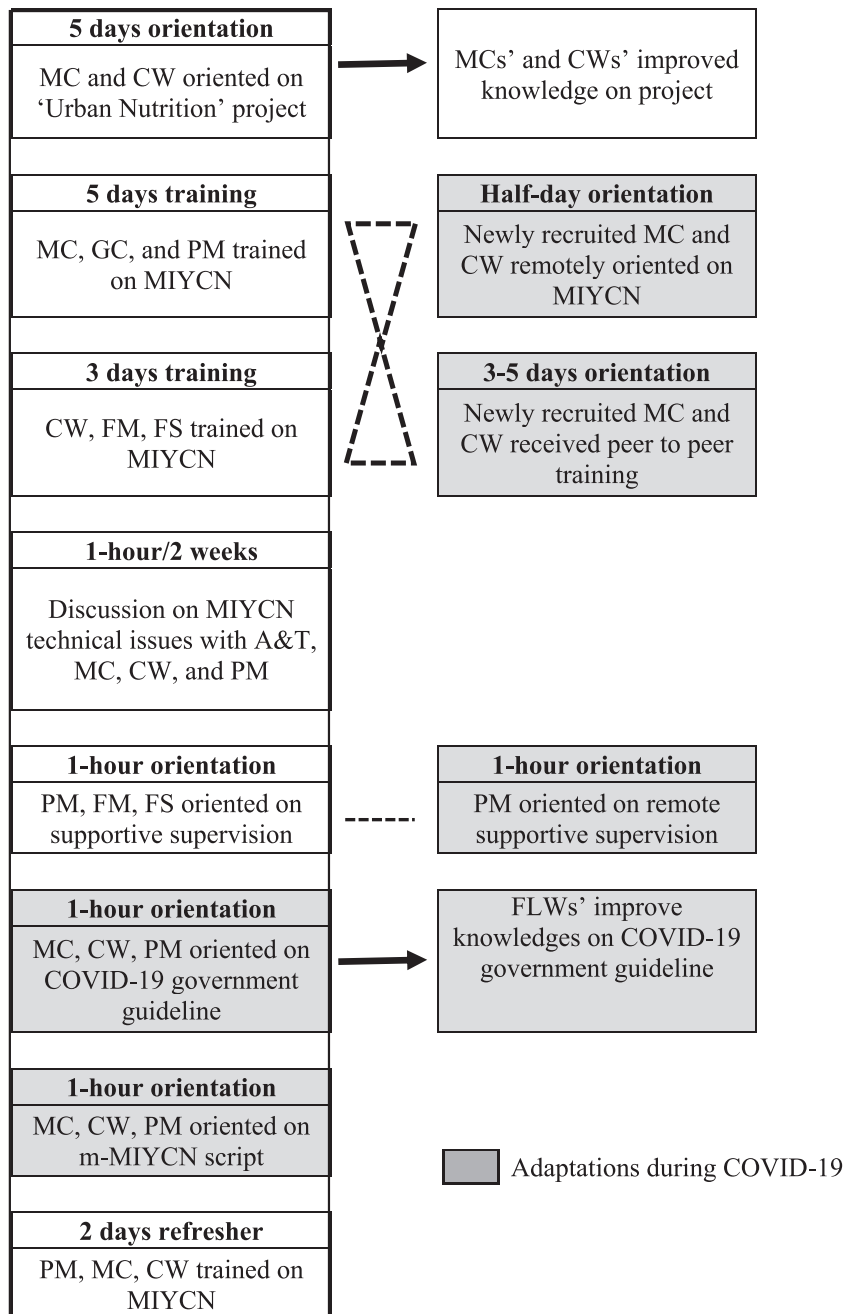 5 days orientation
MC and CW oriented on
‘Urban Nutrition’ project
MCs’ and CWs’ improved
knowledge on project
5 days training
MC, GC, and PM trained
on MIYCN
Half-day orientation
Newly recruited MC and
CW remotely oriented on
MIYCN
3 days training
CW, FM, FS trained on
MIYCN
3-5 days orientation
Newly recruited MC and
CW received peer to peer
training
1-hour/2 weeks
Discussion on MIYCN
technical issues with A&T,
MC, CW, and PM
1-hour orientation
PM, FM, FS oriented on
supportive supervision
1-hour orientation
PM oriented on remote
supportive supervision
1-hour orientation
MC, CW, PM oriented on
COVID-19 government
guideline
FLWs’ improve
knowledges on COVID-19
government guideline
1-hour orientation
MC, CW, PM oriented on
m-MIYCN script
Adaptations during COVID-19
2 days refresher
PM, MC, CW trained on
MIYCN